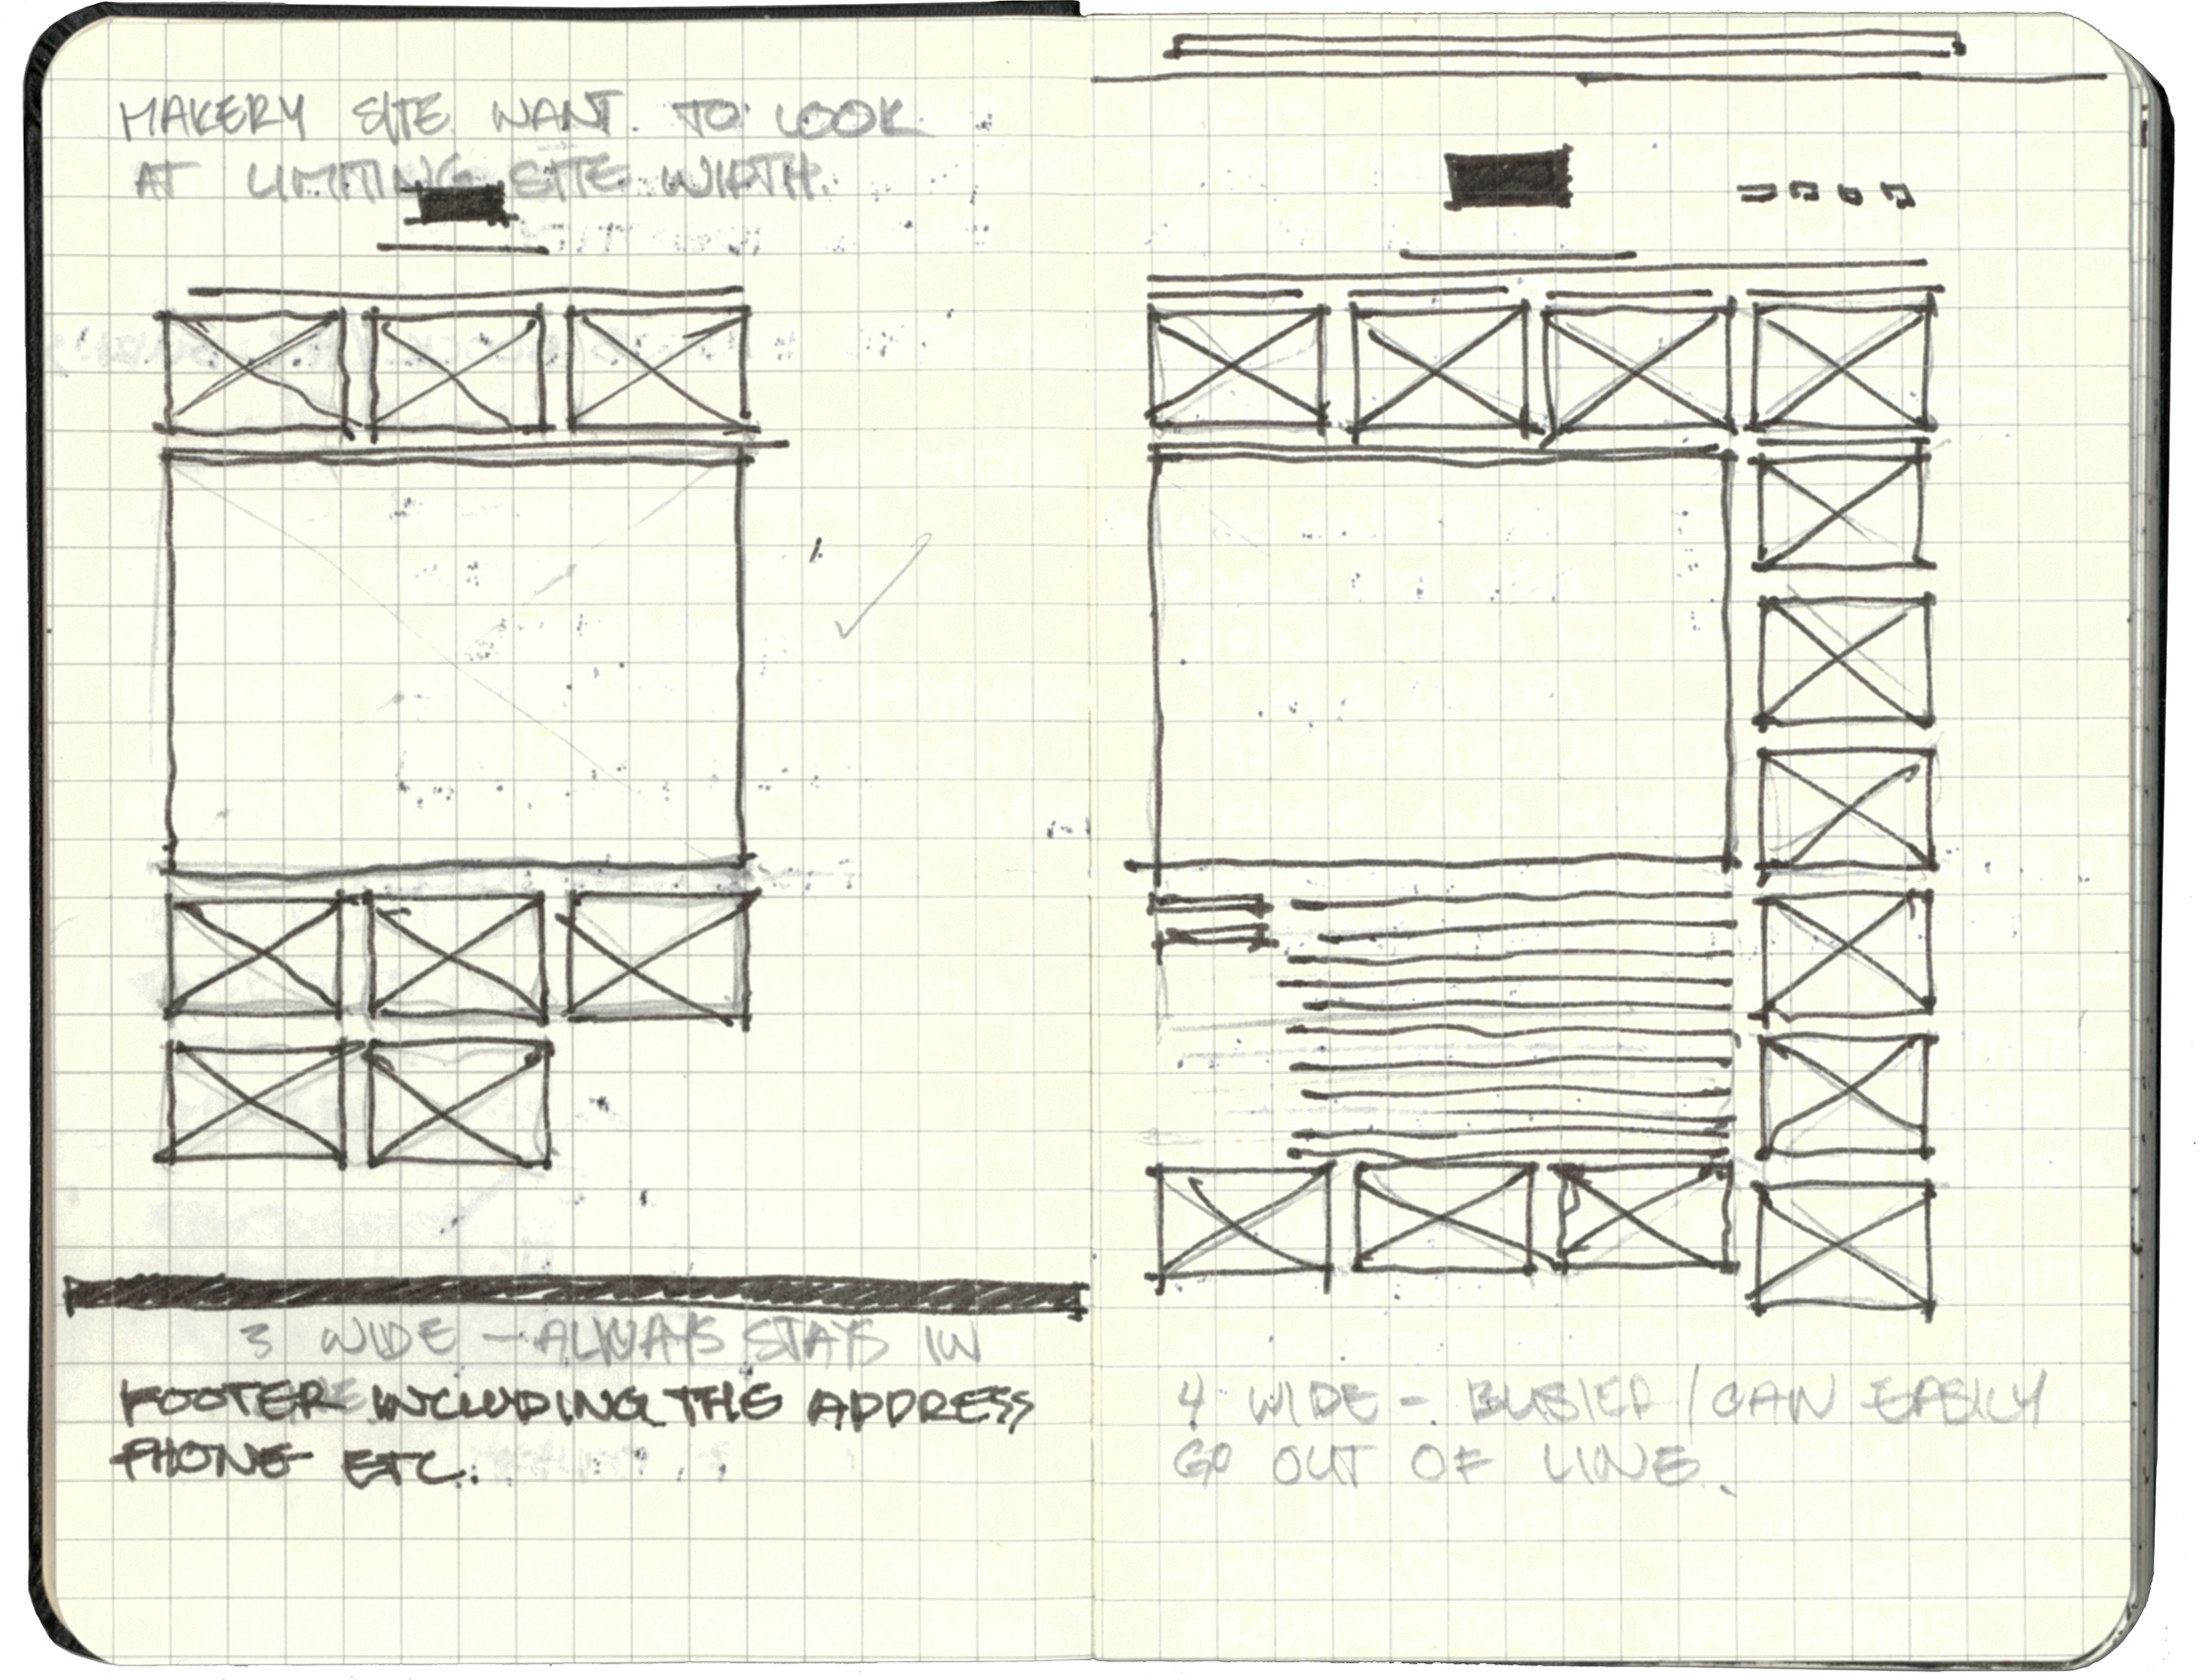 MAKERY SITE WANT TO LOOK
AT LIMITING SITE WIDTH.
3 WIDE - ALWAYS STAYS IN
FOOTER INCLUDING THE ADDRESS
PHONE ETC.
4 WIDE - BUSIER / CAN EASILY
GO OUT OF LINE.